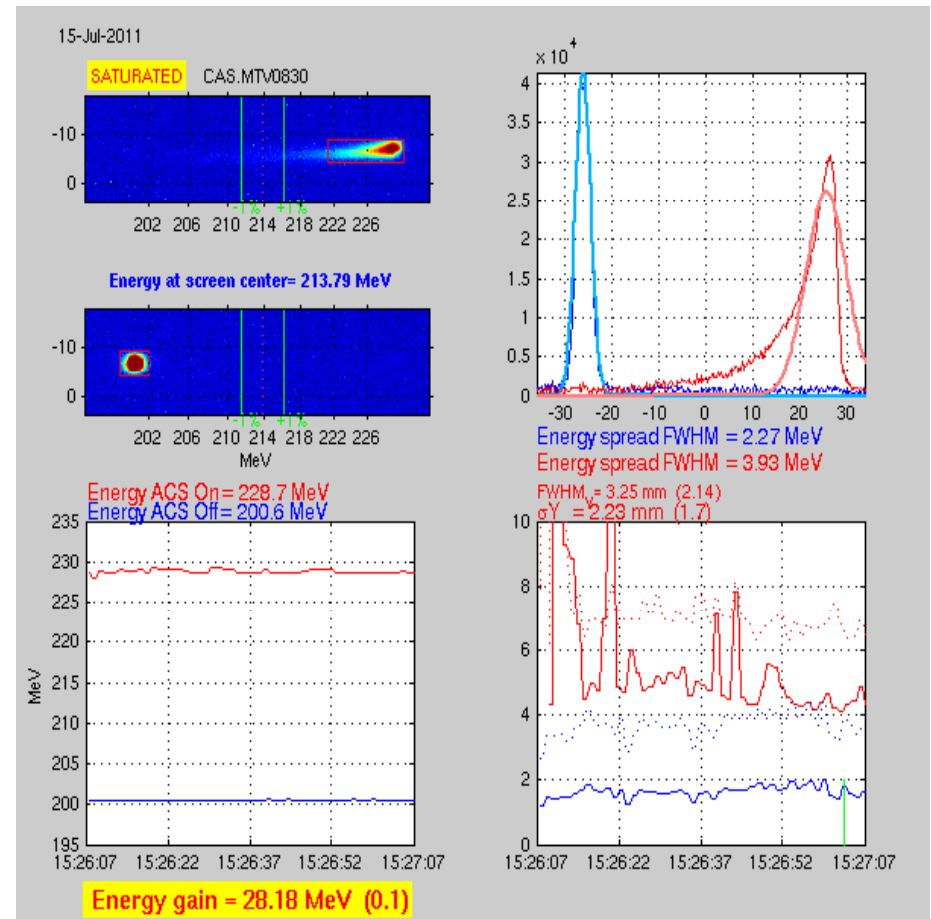 15-Jul-2011
SATURATED CAS.MTV0830
-10
0
-1% +1%
202 206 210 214 218 222 226
Energy at screen center= 213.79 MeV
-10
0
-1% +1%
202 206 210 214 218 222 226
MeV
x 10^4
4
3.5
3
2.5
2
1.5
1
0.5
0
-30 -20 -10 0 10 20 30
Energy spread FWHM = 2.27 MeV
Energy spread FWHM = 3.93 MeV
Energy ACS On= 228.7 MeV
Energy ACS Off= 200.6 MeV
235
230
225
220
215
210
205
200
195
MeV
15:26:07 15:26:22 15:26:37 15:26:52 15:27:07
FWHM_y= 3.25 mm (2.14)
σY = 2.23 mm (1.7)
10
8
6
4
2
0
15:26:07 15:26:22 15:26:37 15:26:52 15:27:07
Energy gain = 28.18 MeV (0.1)